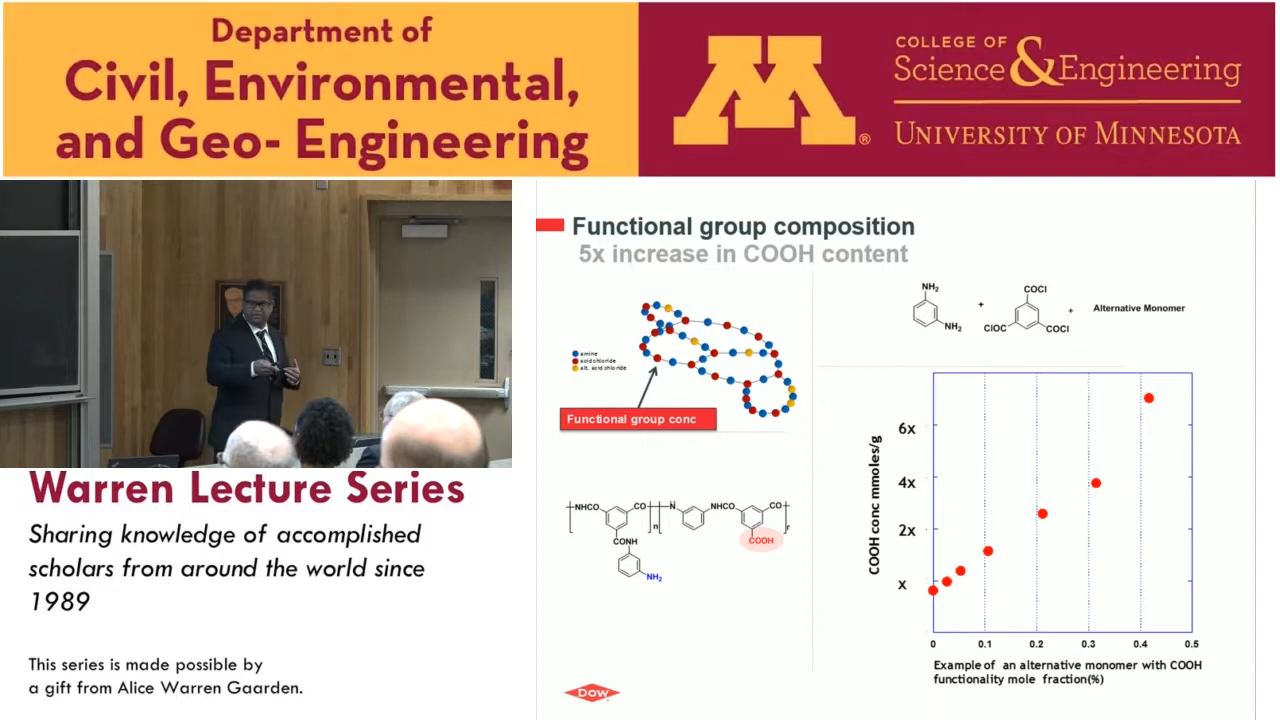 Department of
Civil, Environmental,
and Geo- Engineering
COLLEGE OF
Science & Engineering
UNIVERSITY OF MINNESOTA
®
Functional group composition
5x increase in COOH content
amine
acid chloride
alt. acid chloride
Functional group conc
NH2
NH2
+
COCl
ClOC
COCl
+
Alternative Monomer
COOH conc mmoles/g
6x
4x
2x
x
0
0.1
0.2
0.3
0.4
0.5
Example of an alternative monomer with COOH
functionality mole fraction(%)
NHCO
CO
n
N
H
NHCO
CO
r
CONH
COOH
NH2
Dow
Warren Lecture Series
Sharing knowledge of accomplished
scholars from around the world since
1989
This series is made possible by
a gift from Alice Warren Gaarden.